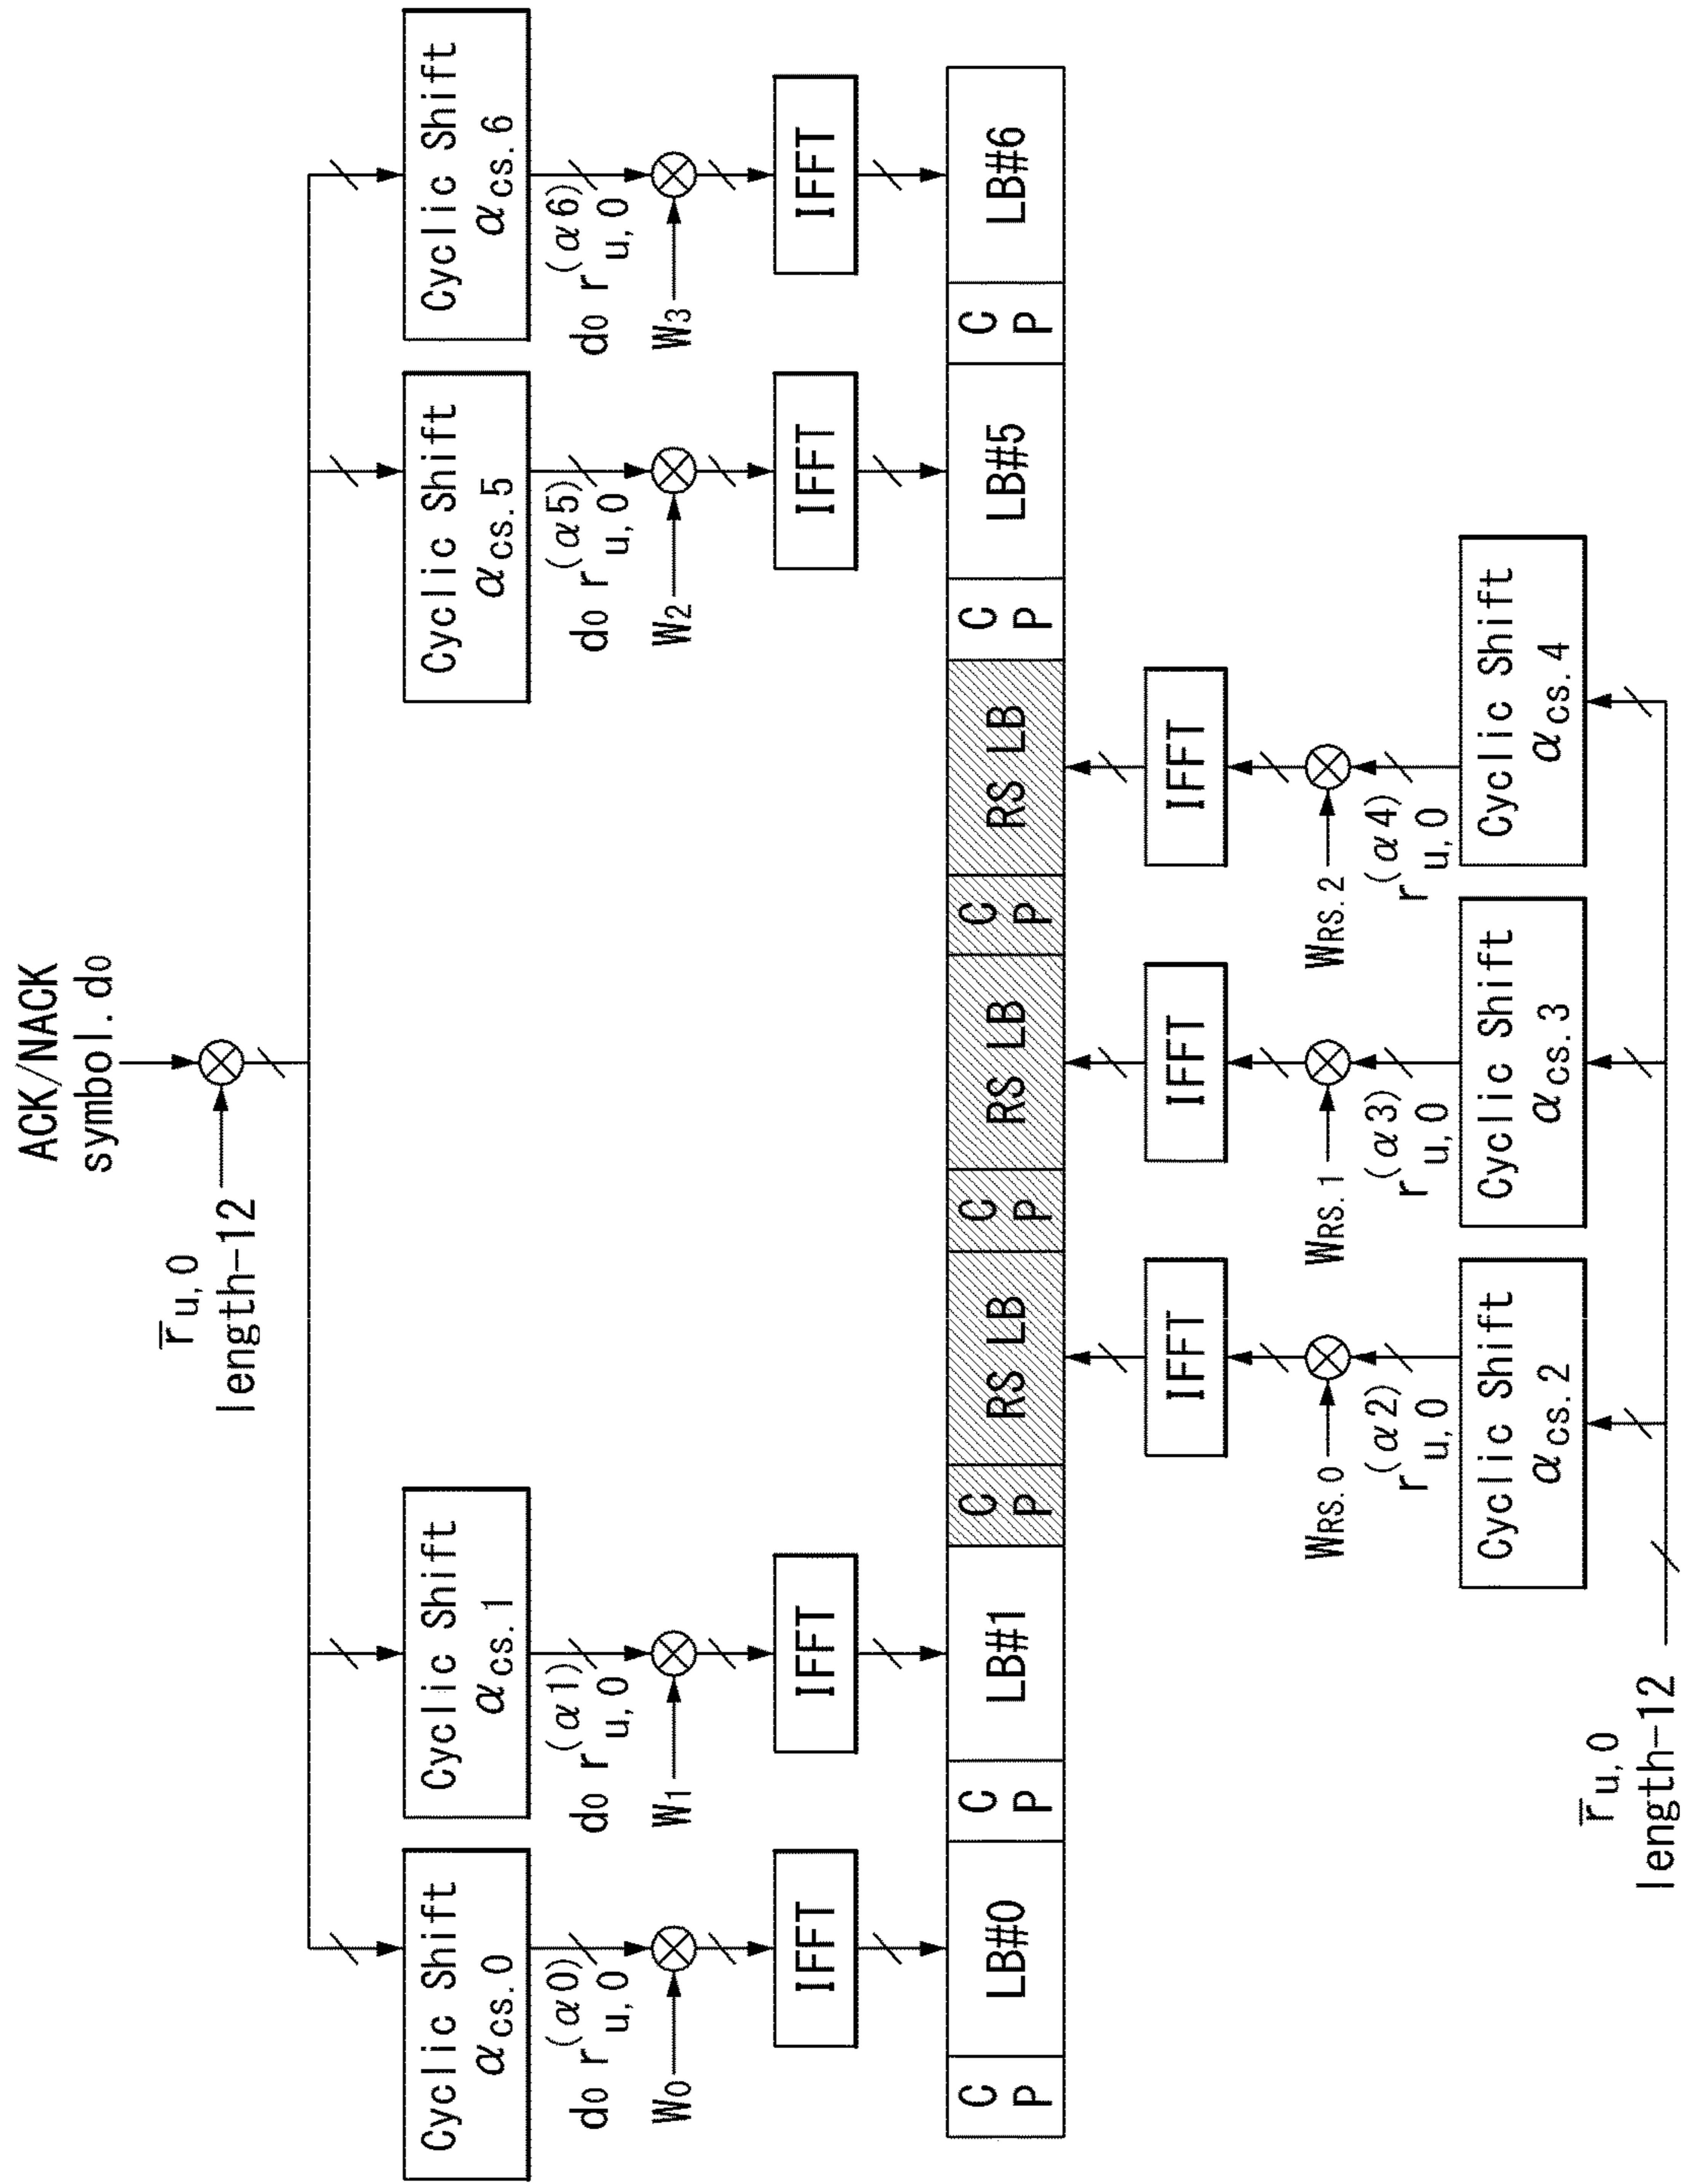 ACK/NACK
symbol. d0
r̅u,0
length-12
Cyclic Shift
αcs.0
Cyclic Shift
αcs.1
Cyclic Shift
αcs.5
Cyclic Shift
αcs.6
d0 r(α0)u,0
d0 r(α1)u,0
d0 r(α5)u,0
d0 r(α6)u,0
W0
W1
W2
W3
IFFT
IFFT
IFFT
IFFT
CP
LB#0
CP
LB#1
CP
RS LB
CP
RS LB
CP
RS LB
CP
LB#5
CP
LB#6
IFFT
IFFT
IFFT
WRS.0
WRS.1
WRS.2
r(α2)u,0
r(α3)u,0
r(α4)u,0
Cyclic Shift
αcs.2
Cyclic Shift
αcs.3
Cyclic Shift
αcs.4
r̅u,0
length-12